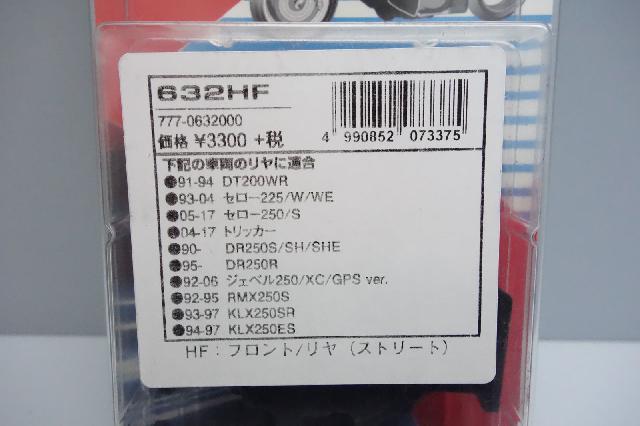 632HF
777-0632000
価格 ¥3300 +税
4 990852 073375
下記の車両のリヤに適合
●91-94 DT200WR
●93-04 セロー225/W/WE
●05-17 セロー250/S
●04-17 トリッカー
●90- DR250S/SH/SHE
●95- DR250R
●92-06 ジェベル250/XC/GPS ver.
●92-95 RMX250S
●93-97 KLX250SR
●94-97 KLX250ES
HF：フロント/リヤ（ストリート）